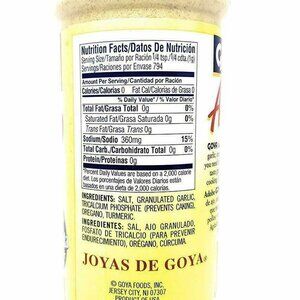 Nutrition Facts/Datos De Nutrición
Serving Size/Tamaño por Ración 1/4 tsp./1/4 cdta.(1g)
Servings/Raciones por Envase 794
Amount Per Serving/Cantidad por Ración
Calories/Calorías 0 Fat Cal/Calorías de Grasa 0
% Daily Value*/ % Valor Diario*
Total Fat/Grasa Total 0g 0%
Saturated Fat/Grasa Saturada 0g 0%
Trans Fat/Grasa Trans 0g
Sodium/Sodio 360mg 15%
Total Carb./Carbohidrato Total 0g 0%
Protein/Proteínas 0g
*Percent Daily Values are based on a 2,000 calorie
diet. Los porcentajes de Valores Diarios están
basados en una dieta de 2,000 calorías.
INGREDIENTS: SALT, GRANULATED GARLIC,
TRICALCIUM PHOSPHATE (PREVENTS CAKING),
OREGANO, TURMERIC.
INGREDIENTES: SAL, AJO GRANULADO,
FOSFATO DE TRICALCIO (PARA PREVENIR
ENDURECIMIENTO), ORÉGANO, CÚRCUMA
JOYAS DE GOYA®
© GOYA FOODS, INC.
JERSEY CITY, NJ 07307